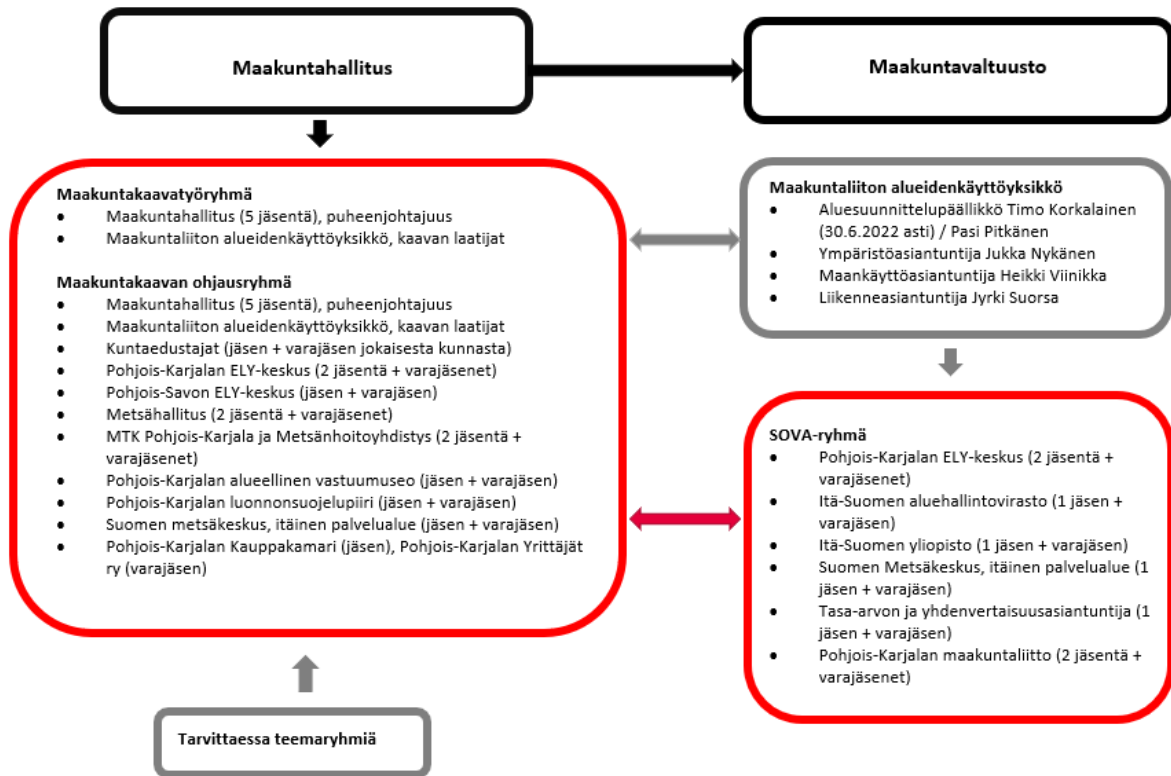 Maakuntahallitus
Maakuntavaltuusto
Maakuntakaavatyöryhmä
• Maakuntahallitus (5 jäsentä), puheenjohtajuus
• Maakuntaliiton alueidenkäyttöyksikkö, kaavan laatijat
Maakuntakaavan ohjausryhmä
• Maakuntahallitus (5 jäsentä), puheenjohtajuus
• Maakuntaliiton alueidenkäyttöyksikkö, kaavan laatijat
• Kuntaedustajat (jäsen + varajäsen jokaisesta kunnasta)
• Pohjois-Karjalan ELY-keskus (2 jäsentä + varajäsenet)
• Pohjois-Savon ELY-keskus (jäsen + varajäsen)
• Metsähallitus (2 jäsentä + varajäsenet)
• MTK Pohjois-Karjala ja Metsänhoitoyhdistys (2 jäsentä +
varajäsenet)
• Pohjois-Karjalan alueellinen vastuumuseo (jäsen + varajäsen)
• Pohjois-Karjalan luonnonsuojelupiiri (jäsen + varajäsen)
• Suomen metsäkeskus, itäinen palvelualue (jäsen + varajäsen)
• Pohjois-Karjalan Kauppakamari (jäsen), Pohjois-Karjalan Yrittäjät
ry (varajäsen)
Maakuntaliiton alueidenkäyttöyksikkö
• Aluesuunnittelupäällikkö Timo Korkalainen
(30.6.2022 asti) / Pasi Pitkänen
• Ympäristöasiantuntija Jukka Nykänen
• Maankäyttöasiantuntija Heikki Viinikka
• Liikenneasiantuntija Jyrki Suorsa
SOVA-ryhmä
• Pohjois-Karjalan ELY-keskus (2 jäsentä +
varajäsenet)
• Itä-Suomen aluehallintovirasto (1 jäsen +
varajäsen)
• Itä-Suomen yliopisto (1 jäsen + varajäsen)
• Suomen Metsäkeskus, itäinen palvelualue (1
jäsen + varajäsen)
• Tasa-arvon ja yhdenvertaisuusasiantuntija (1
jäsen + varajäsen)
• Pohjois-Karjalan maakuntaliitto (2 jäsentä +
varajäsenet)
Tarvittaessa teemaryhmiä